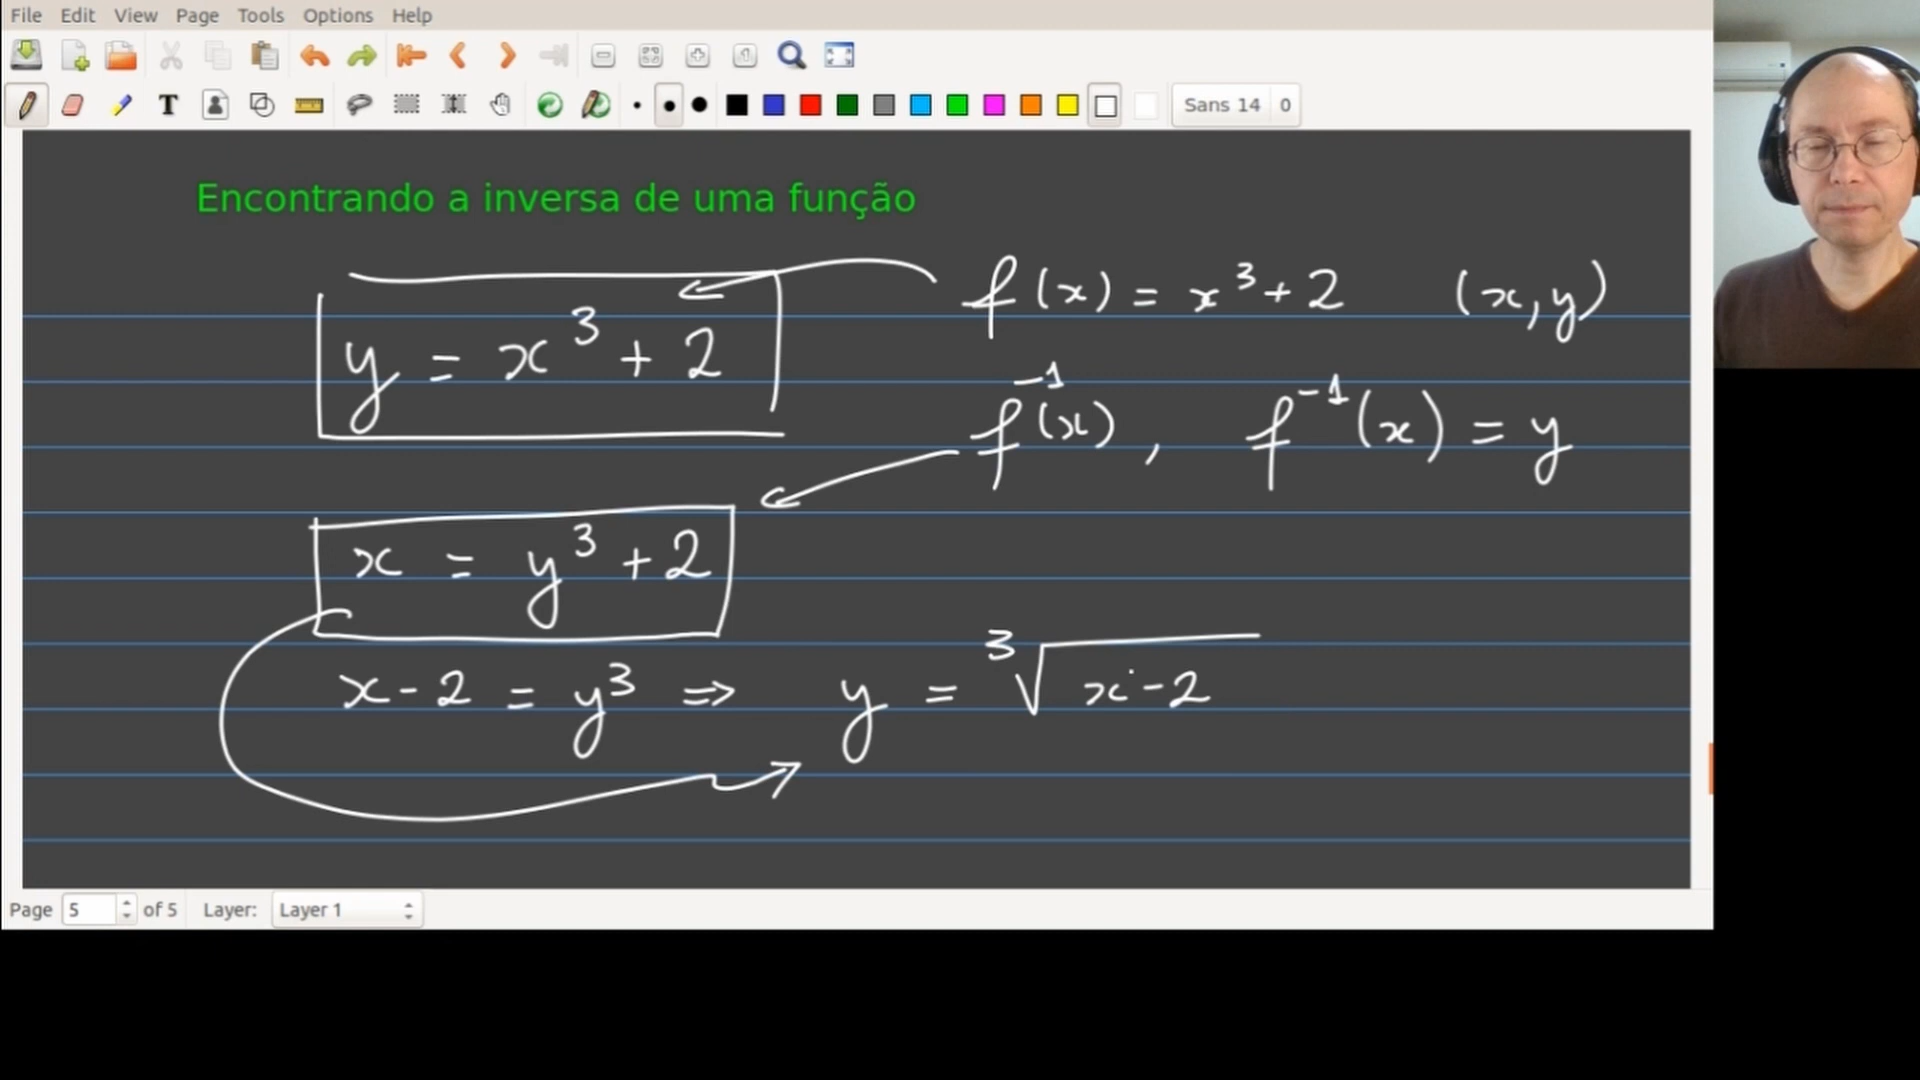 File Edit View Page Tools Options Help
T Sans 14 0
Encontrando a inversa de uma função
f(x) = x³ + 2 (x, y)
y = x³ + 2
f⁻¹(x) , f⁻¹(x) = y
x = y³ + 2
x - 2 = y³ ⇒ y = ³√(x - 2)
Page 5 of 5 Layer: Layer 1